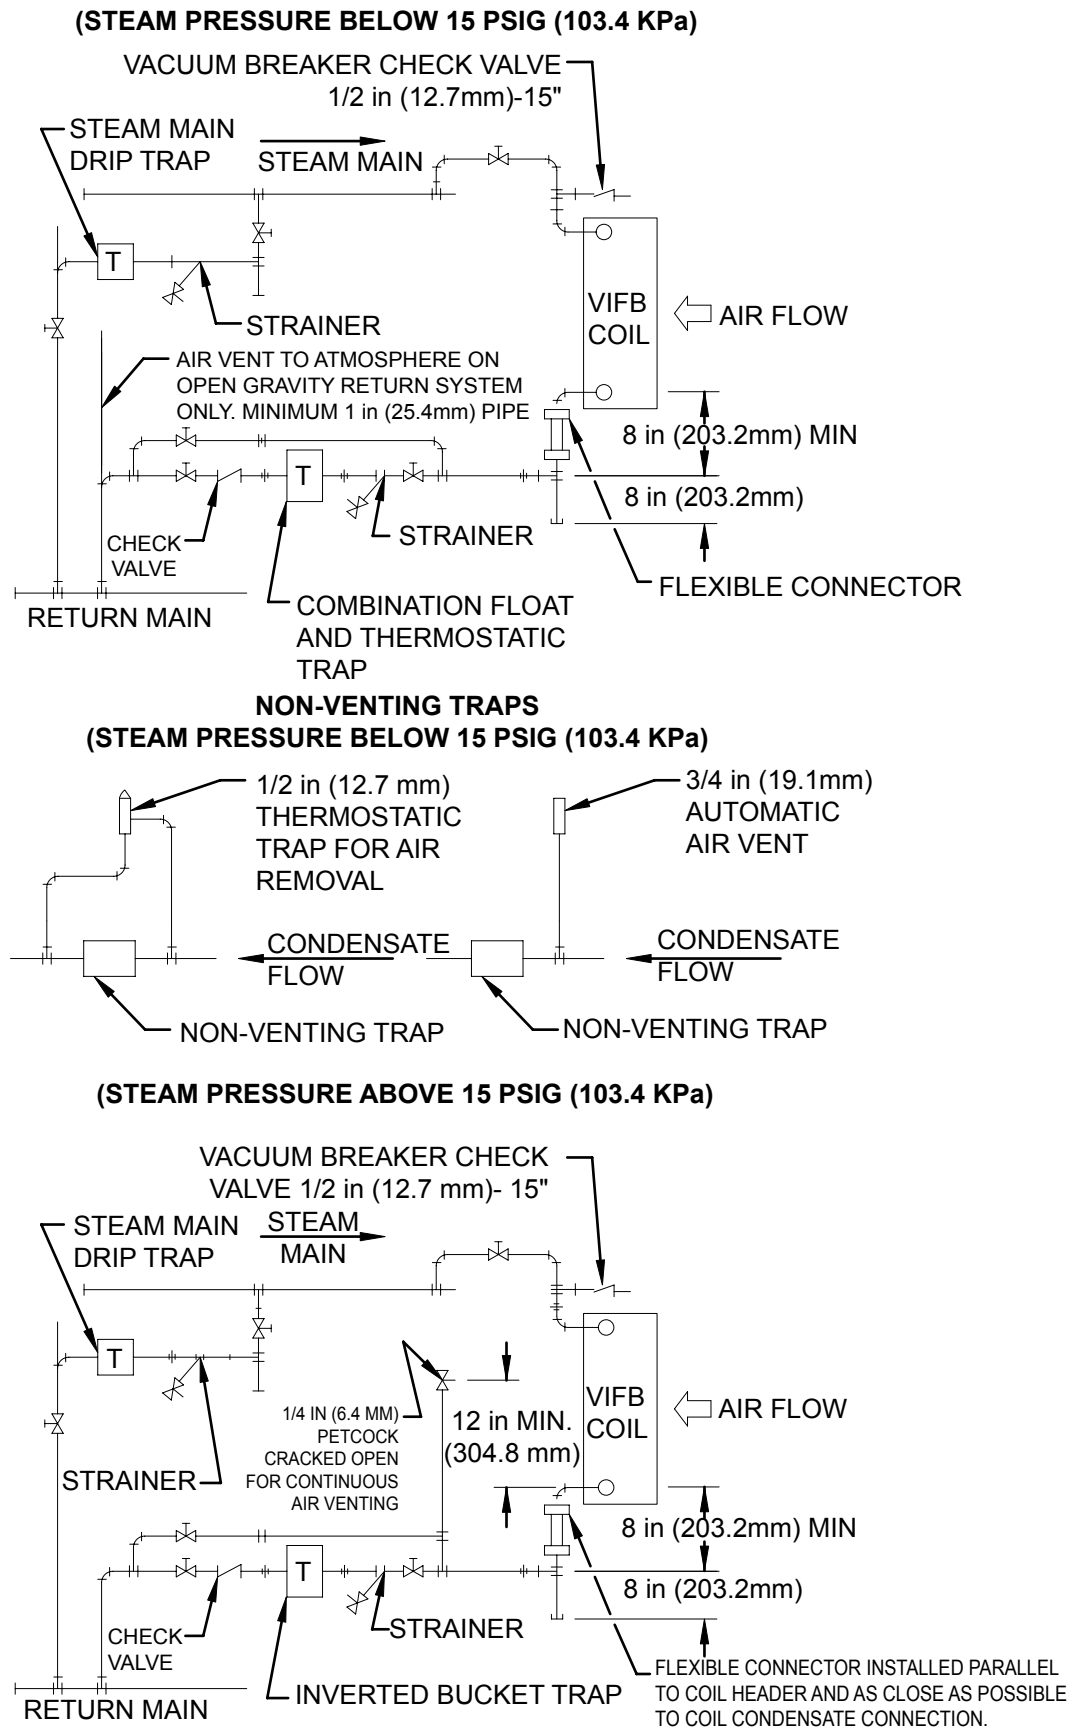 (STEAM PRESSURE BELOW 15 PSIG (103.4 KPa)
VACUUM BREAKER CHECK VALVE
1/2 in (12.7mm)-15"
STEAM MAIN
DRIP TRAP
STEAM MAIN
T
STRAINER
VIFB
COIL
AIR FLOW
AIR VENT TO ATMOSPHERE ON
OPEN GRAVITY RETURN SYSTEM
ONLY. MINIMUM 1 in (25.4mm) PIPE
8 in (203.2mm) MIN
T
8 in (203.2mm)
CHECK
VALVE
STRAINER
FLEXIBLE CONNECTOR
RETURN MAIN
COMBINATION FLOAT
AND THERMOSTATIC
TRAP
NON-VENTING TRAPS
(STEAM PRESSURE BELOW 15 PSIG (103.4 KPa)
1/2 in (12.7 mm)
THERMOSTATIC
TRAP FOR AIR
REMOVAL
3/4 in (19.1mm)
AUTOMATIC
AIR VENT
CONDENSATE
FLOW
CONDENSATE
FLOW
NON-VENTING TRAP
NON-VENTING TRAP
(STEAM PRESSURE ABOVE 15 PSIG (103.4 KPa)
VACUUM BREAKER CHECK
VALVE 1/2 in (12.7 mm)- 15"
STEAM MAIN
DRIP TRAP
STEAM
MAIN
T
1/4 IN (6.4 MM)
PETCOCK
CRACKED OPEN
FOR CONTINUOUS
AIR VENTING
12 in MIN.
(304.8 mm)
VIFB
COIL
AIR FLOW
STRAINER
8 in (203.2mm) MIN
T
8 in (203.2mm)
CHECK
VALVE
STRAINER
RETURN MAIN
INVERTED BUCKET TRAP
FLEXIBLE CONNECTOR INSTALLED PARALLEL
TO COIL HEADER AND AS CLOSE AS POSSIBLE
TO COIL CONDENSATE CONNECTION.